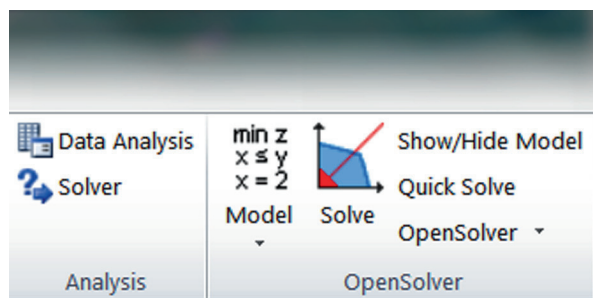 Data Analysis
Solver
Analysis
min z
x ≤ y
x = 2
Model
Solve
Show/Hide Model
Quick Solve
OpenSolver
OpenSolver